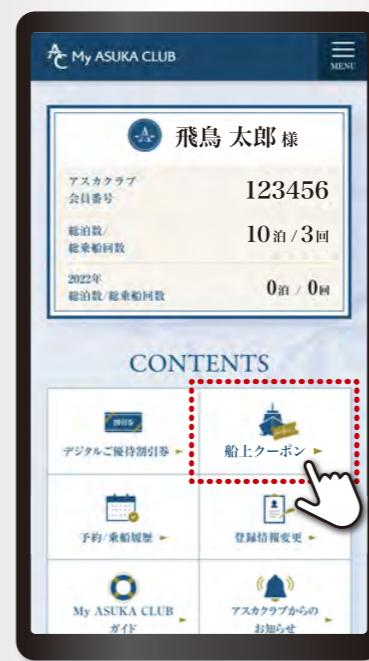 My ASUKA CLUB
MENU
飛鳥 太郎 様
アスカクラブ
会員番号
123456
総泊数/
総乗船回数
10泊/3回
2022年
総泊数/総乗船回数
0泊 / 0回
CONTENTS
デジタルご優待割引券
船上クーポン
予約/乗船履歴
登録情報変更
My ASUKA CLUB
ガイド
アスカクラブからの
お知らせ